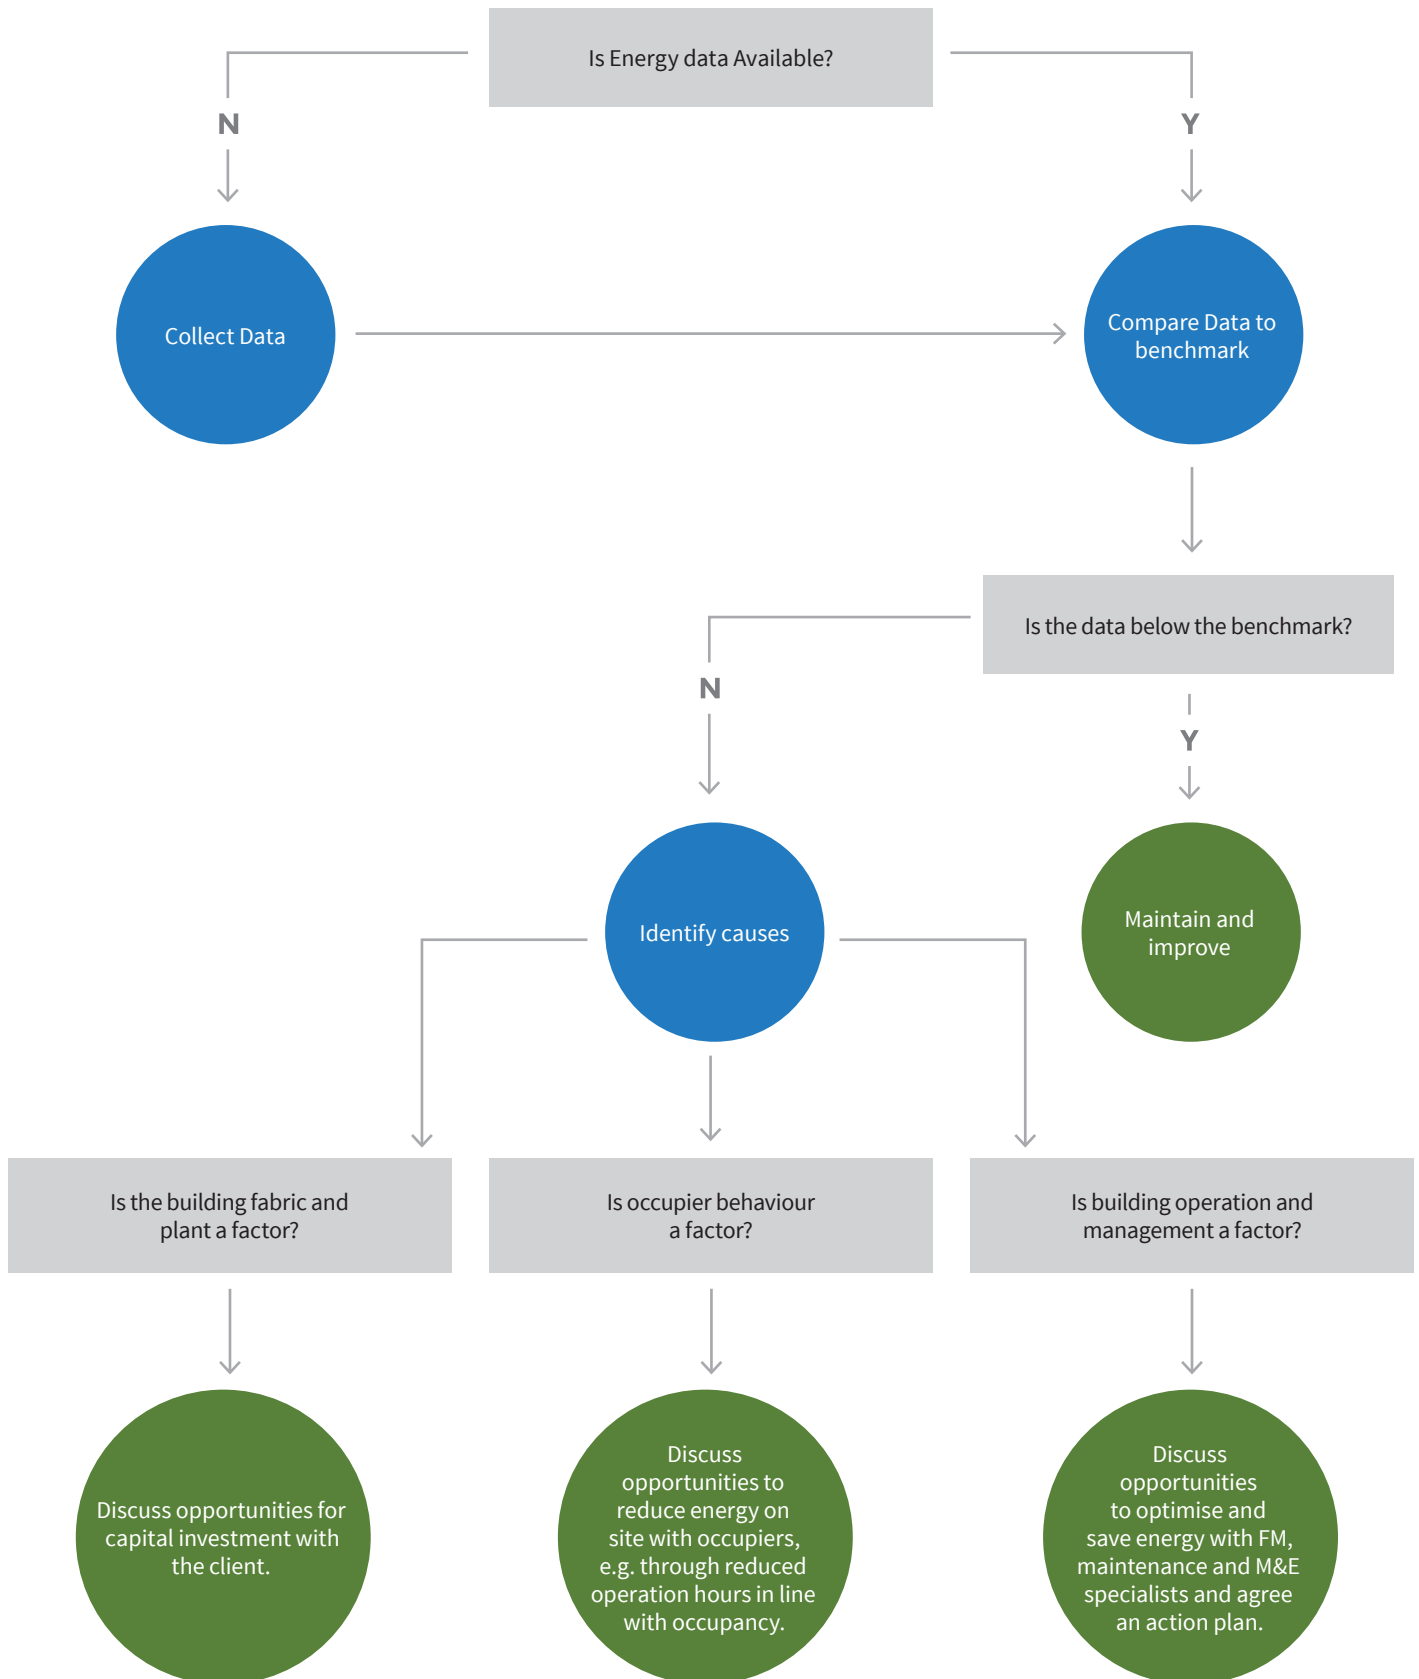 Is Energy data Available?
N
Y
Collect Data
Compare Data to
benchmark
Is the data below the benchmark?
N
Y
Identify causes
Maintain and
improve
Is the building fabric and
plant a factor?
Is occupier behaviour
a factor?
Is building operation and
management a factor?
Discuss opportunities for
capital investment with
the client.
Discuss
opportunities to
reduce energy on
site with occupiers,
e.g. through reduced
operation hours in line
with occupancy.
Discuss
opportunities
to optimise and
save energy with FM,
maintenance and M&E
specialists and agree
an action plan.